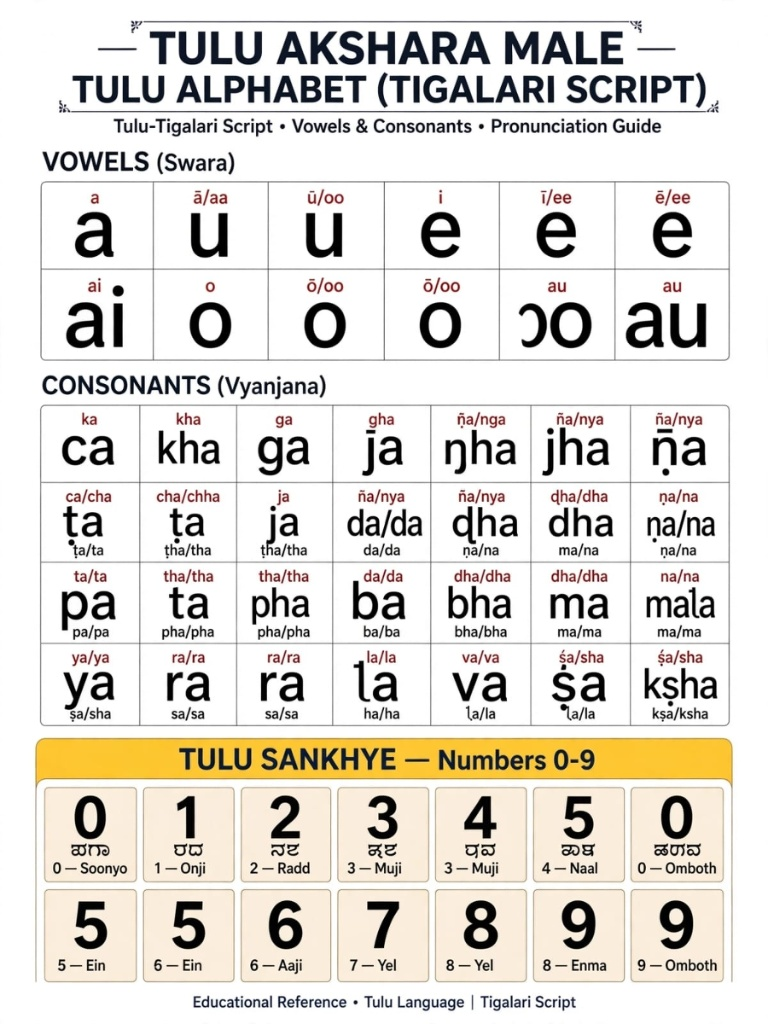 TULU AKSHARA MALE
TULU ALPHABET (TIGALARI SCRIPT)
Tulu-Tigalari Script • Vowels & Consonants • Pronunciation Guide
VOWELS (Swara)
a ā/aa ū/oo i ī/ee ē/ee
a u u e e e
ai o ō/oo ō/oo au au
ai o o o ɔo au
CONSONANTS (Vyanjana)
ka kha ga gha ṇ̃a/nga ña/nya ña/nya
ca kha ga j̄a ŋha jha ṇ̄a
ca/cha cha/chha ja ña/nya ña/nya ḍha/dha ṇa/na
ṭa ṭa ja da/da ḍha dha ṇa/na
ṭa/ta ṭha/tha ṭha/tha da/da ṇa/na ma/na ṇa/na
ta/ta tha/tha tha/tha da/da dha/dha dha/dha na/na
pa ta pha ba bha ma mala
pa/pa pha/pha pha/pha ba/ba bha/bha ma/ma ma/ma
ya/ya ra/ra ra/ra la/la va/va śa/sha śa/sha
ya ra ra la va ṣ́a kṣha
ṣa/sha sa/sa sa/sa ha/ha ḷa/la ḷa/la kṣa/ksha
TULU SANKHYE — Numbers 0-9
0 1 2 3 4 5 0
0 — Soonyo 1 — Onji 2 — Radd 3 — Muji 3 — Muji 4 — Naal 0 — Omboth
5 5 6 7 8 9 9
5 — Ein 6 — Ein 6 — Aaji 7 — Yel 8 — Yel 8 — Enma 9 — Omboth
Educational Reference • Tulu Language | Tigalari Script